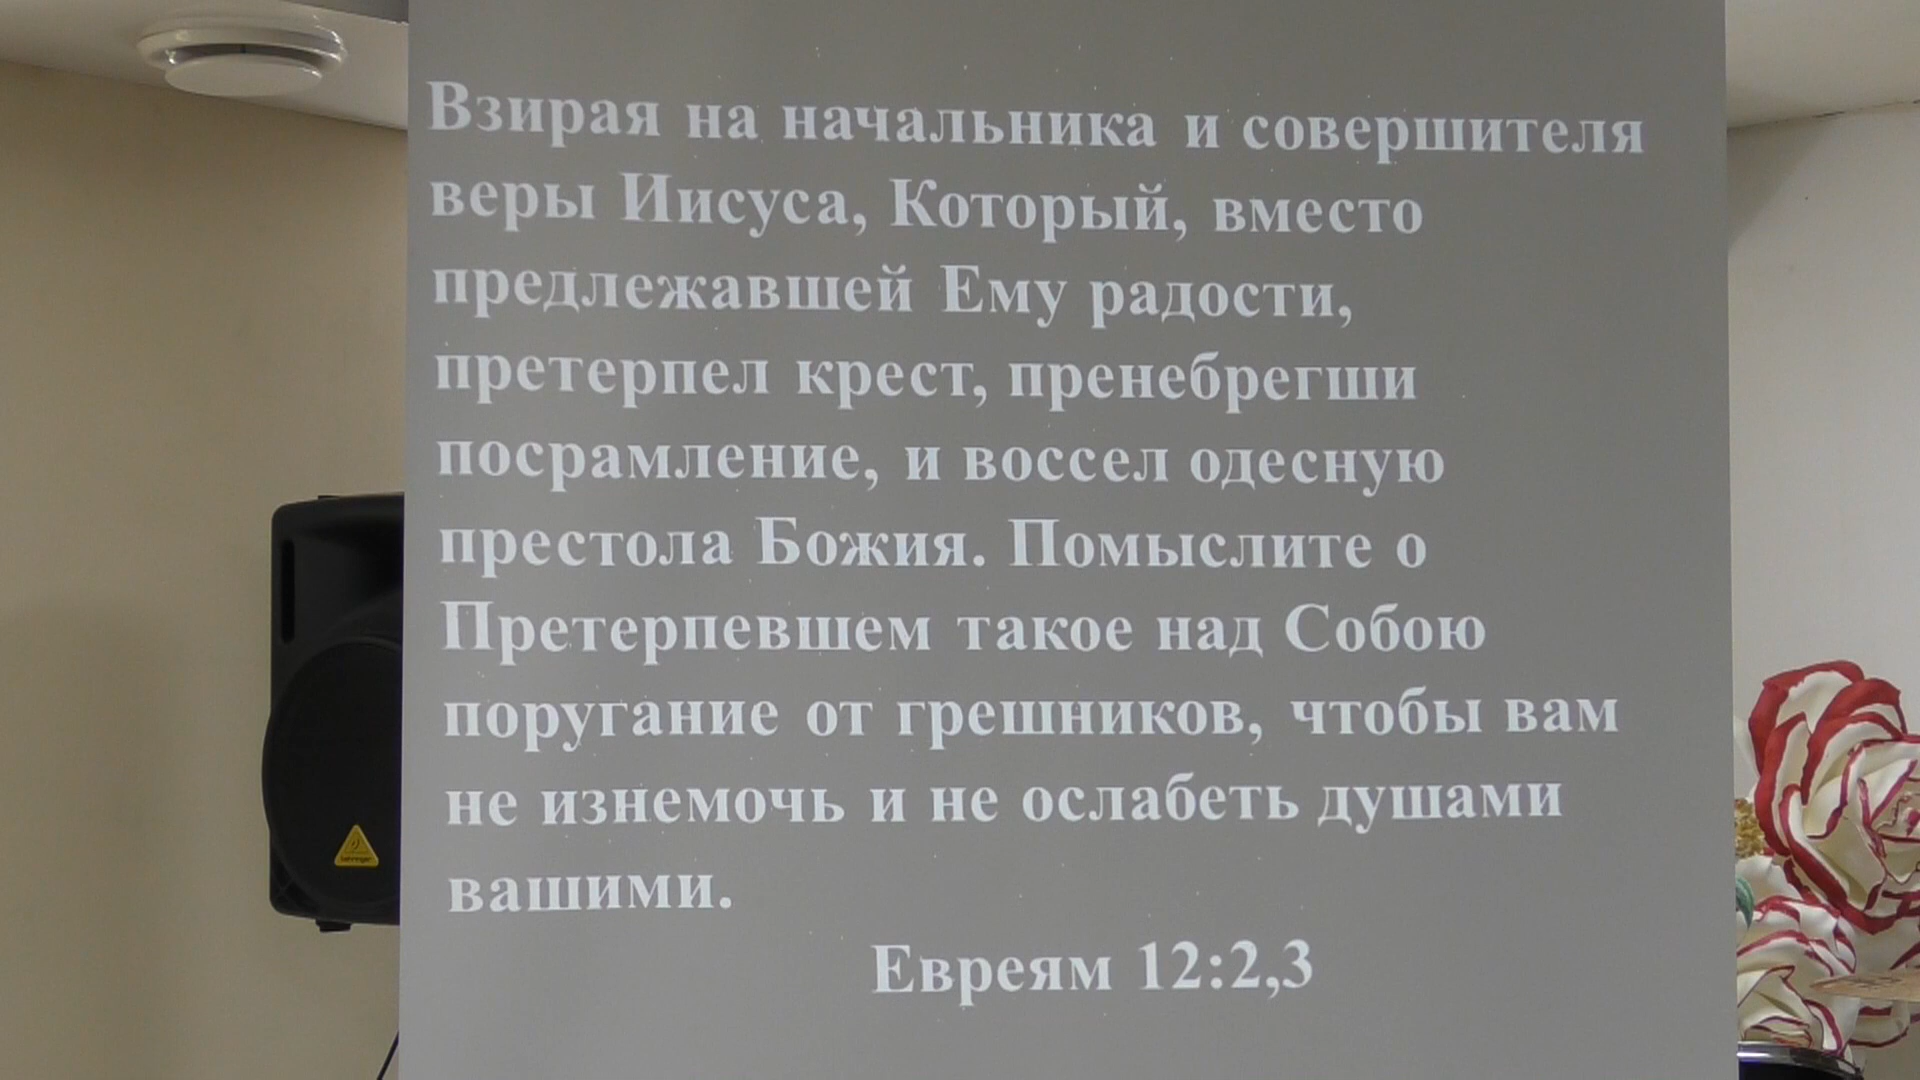 Взирая на начальника и совершителя
веры Иисуса, Который, вместо
предлежавшей Ему радости,
претерпел крест, пренебрегши
посрамление, и воссел одесную
престола Божия. Помыслите о
Претерпевшем такое над Собою
поругание от грешников, чтобы вам
не изнемочь и не ослабеть душами
вашими.
Евреям 12:2,3
behringer